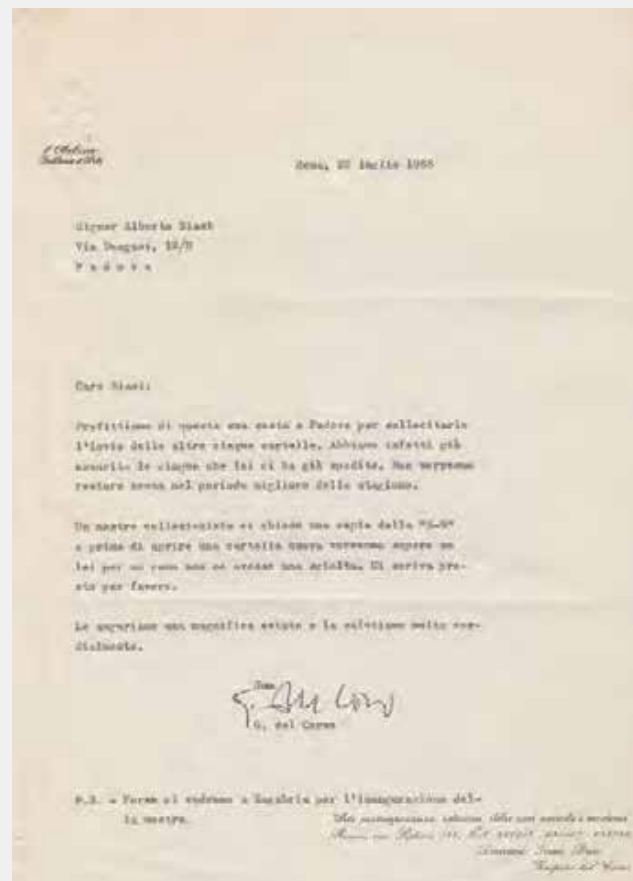 Roma, 20 luglio 1965
Signor Alberto Biasi
Via
P a d o v a
Caro Biasi:
Profittiamo di questa sua sosta a Padova per sollecitarle
l'invio delle altre cinque cartelle. Abbiamo infatti già
esaurito le cinque che lei ci ha già spedito. Non vorremmo
restare senza nel periodo migliore della stagione.
Un nostro collezionista ci chiede una copia della
e prima di aprire una cartella nuova vorremmo sapere se
lei per un caso non ne avesse una sciolta. Ci scriva pre-
sto per favore.
Le auguriamo una magnifica estate e la salutiamo molto cor-
dialmente.
G. del Corso
P.S. - Forse ci vedremo a Zagabria per l'inaugurazione del-
la mostra.